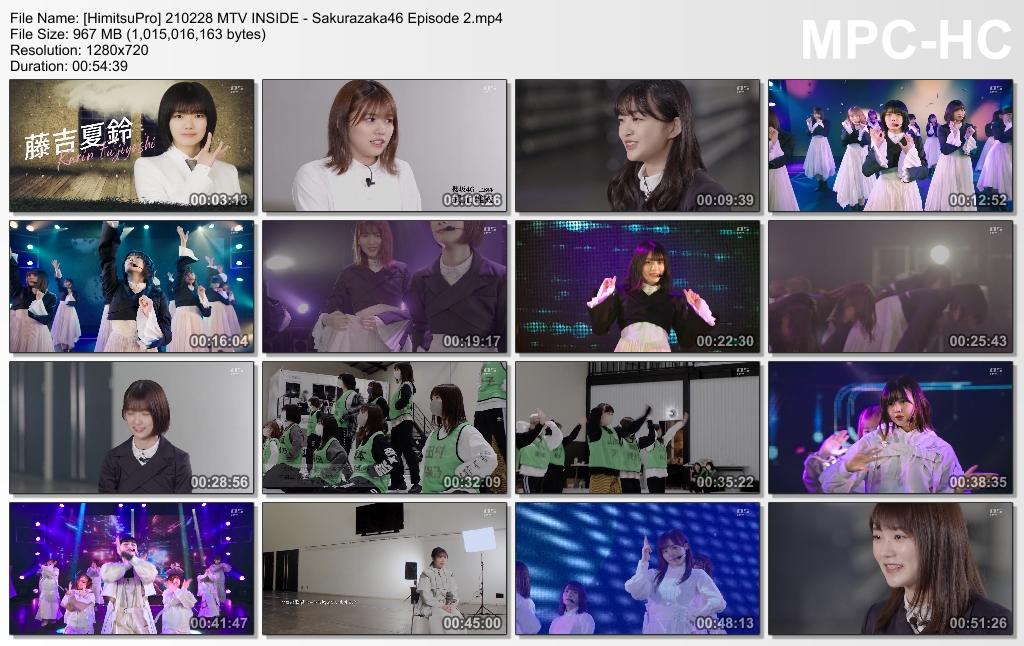 File Name: [HimitsuPro] 210228 MTV INSIDE - Sakurazaka46 Episode 2.mp4
File Size: 967 MB (1,015,016,163 bytes)
Resolution: 1280x720
Duration: 00:54:39
MPC-HC
藤吉夏鈴
Karin Fujiyoshi
00:03:13
櫻坂46
00:09:39
00:12:52
00:16:04
00:19:17
00:22:30
00:25:43
00:28:56
00:32:09
00:35:22
00:38:35
00:41:47
00:45:00
00:48:13
00:51:26